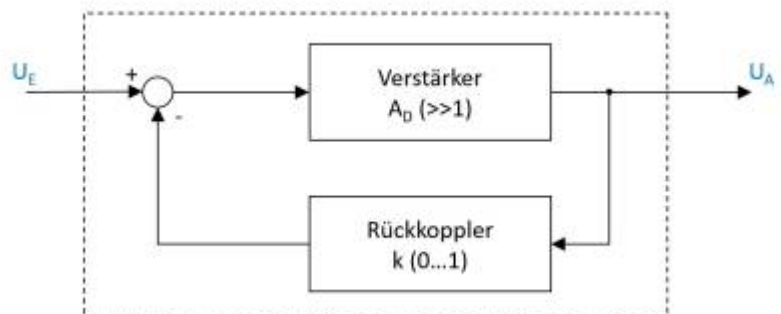 U_E
+
-
Verstärker
A_D (>>1)
U_A
Rückkoppler
k (0...1)